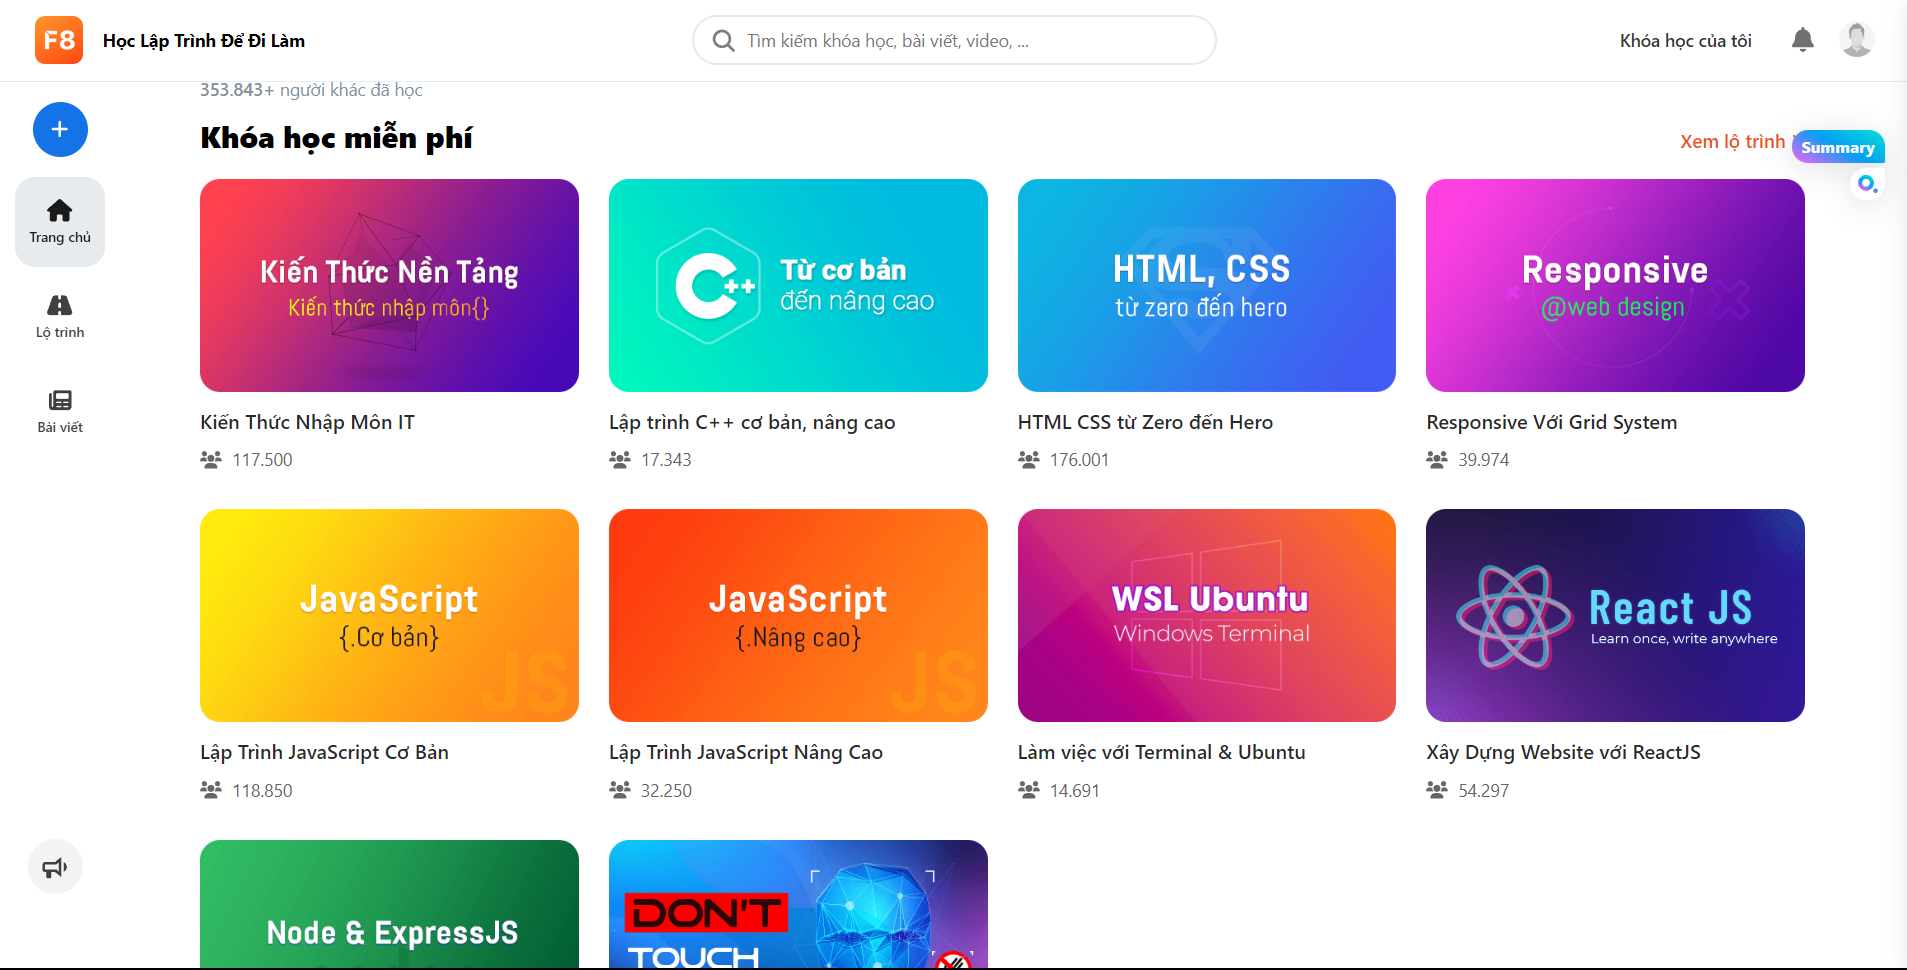 F8
Học Lập Trình Để Đi Làm
Tìm kiếm khóa học, bài viết, video, ...
Khóa học của tôi
353.843+ người khác đã học
Khóa học miễn phí
Xem lộ trình
Summary
Trang chủ
Lộ trình
Bài viết
Kiến Thức Nền Tảng
Kiến thức nhập môn{}
C++
Từ cơ bản
đến nâng cao
HTML, CSS
từ zero đến hero
Responsive
@web design
Kiến Thức Nhập Môn IT
Lập trình C++ cơ bản, nâng cao
HTML CSS từ Zero đến Hero
Responsive Với Grid System
117.500
17.343
176.001
39.974
JavaScript
{.Cơ bản}
JS
JavaScript
{.Nâng cao}
JS
WSL Ubuntu
Windows Terminal
React JS
Learn once, write anywhere
Lập Trình JavaScript Cơ Bản
Lập Trình JavaScript Nâng Cao
Làm việc với Terminal & Ubuntu
Xây Dựng Website với ReactJS
118.850
32.250
14.691
54.297
Node & ExpressJS
DON'T
TOUCH